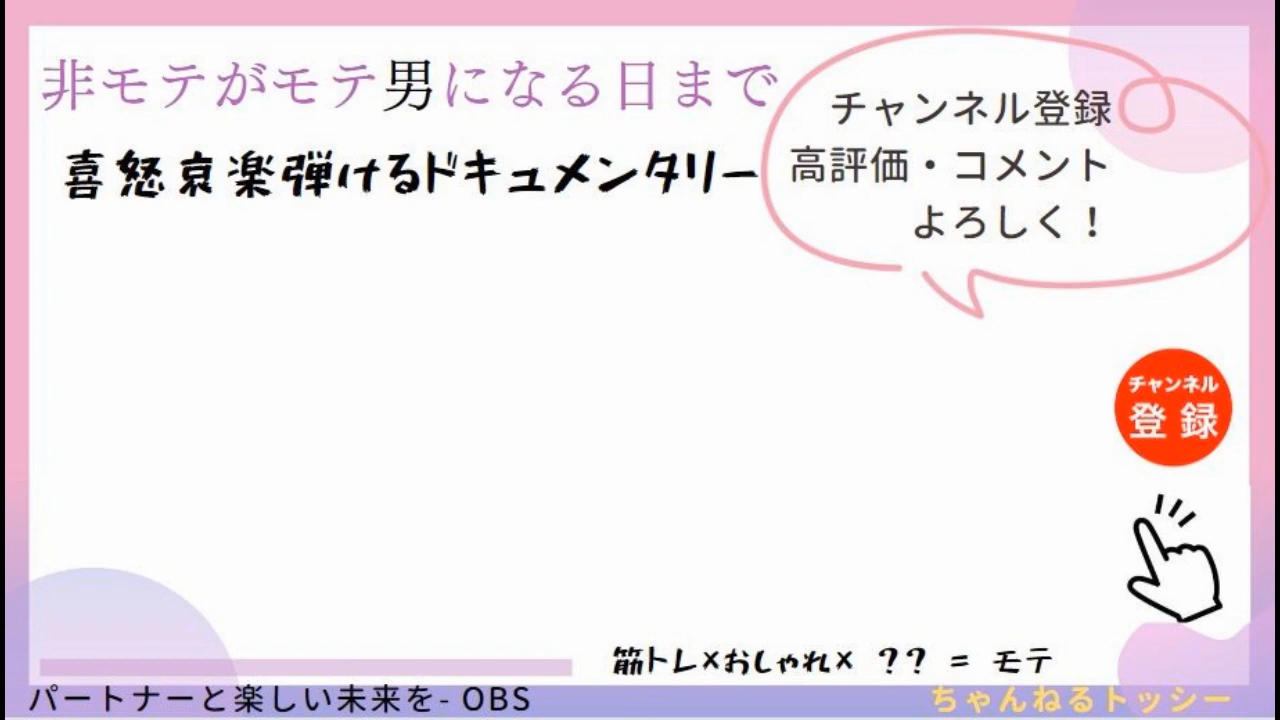 非モテがモテ男になる日まで
喜怒哀楽弾けるドキュメンタリー
チャンネル登録
高評価・コメント
よろしく！
チャンネル
登録
筋トレ×おしゃれ× ？？ = モテ
パートナーと楽しい未来を- OBS
ちゃんねるトッシー